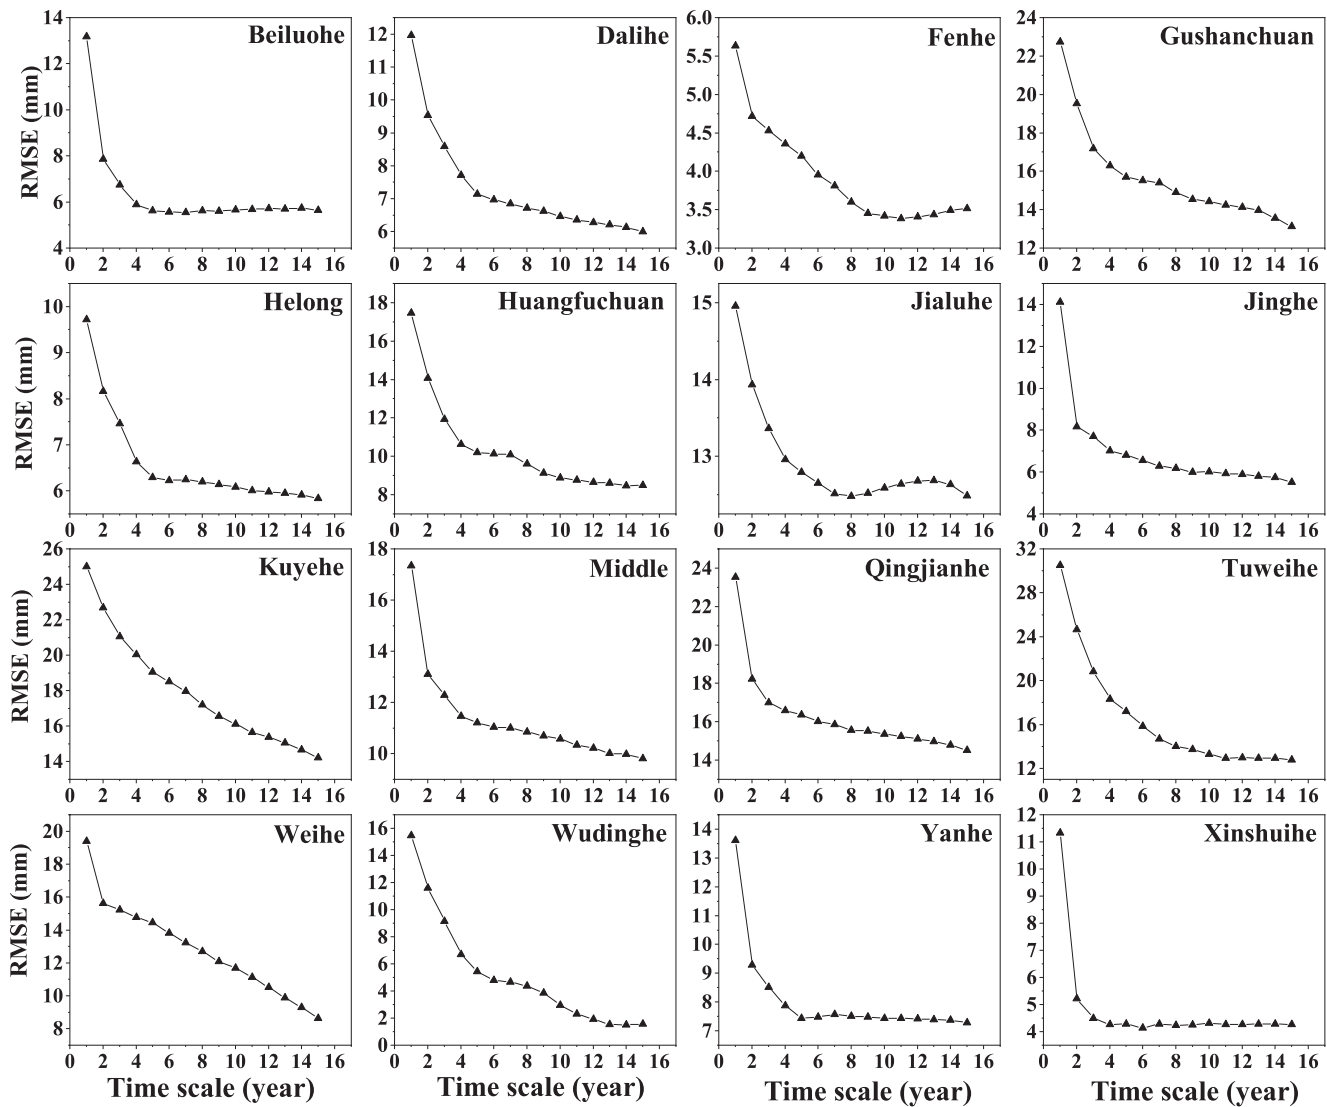 Beiluohe
RMSE (mm)
14
12
10
8
6
4
0 2 4 6 8 10 12 14 16
Dalihe
12
11
10
9
8
7
6
0 2 4 6 8 10 12 14 16
Fenhe
6.0
5.5
5.0
4.5
4.0
3.5
3.0
0 2 4 6 8 10 12 14 16
Gushanchuan
24
22
20
18
16
14
12
0 2 4 6 8 10 12 14 16
Helong
RMSE (mm)
10
9
8
7
6
0 2 4 6 8 10 12 14 16
Huangfuchuan
18
16
14
12
10
8
0 2 4 6 8 10 12 14 16
Jialuhe
15
14
13
0 2 4 6 8 10 12 14 16
Jinghe
14
12
10
8
6
4
0 2 4 6 8 10 12 14 16
Kuyehe
RMSE (mm)
26
24
22
20
18
16
14
0 2 4 6 8 10 12 14 16
Middle
18
16
14
12
10
0 2 4 6 8 10 12 14 16
Qingjianhe
24
22
20
18
16
14
0 2 4 6 8 10 12 14 16
Tuweihe
32
28
24
20
16
12
0 2 4 6 8 10 12 14 16
Weihe
RMSE (mm)
20
18
16
14
12
10
8
0 2 4 6 8 10 12 14 16
Time scale (year)
Wudinghe
16
14
12
10
8
6
4
2
0
0 2 4 6 8 10 12 14 16
Time scale (year)
Yanhe
14
13
12
11
10
9
8
7
0 2 4 6 8 10 12 14 16
Time scale (year)
Xinshuihe
12
11
10
9
8
7
6
5
4
0 2 4 6 8 10 12 14 16
Time scale (year)